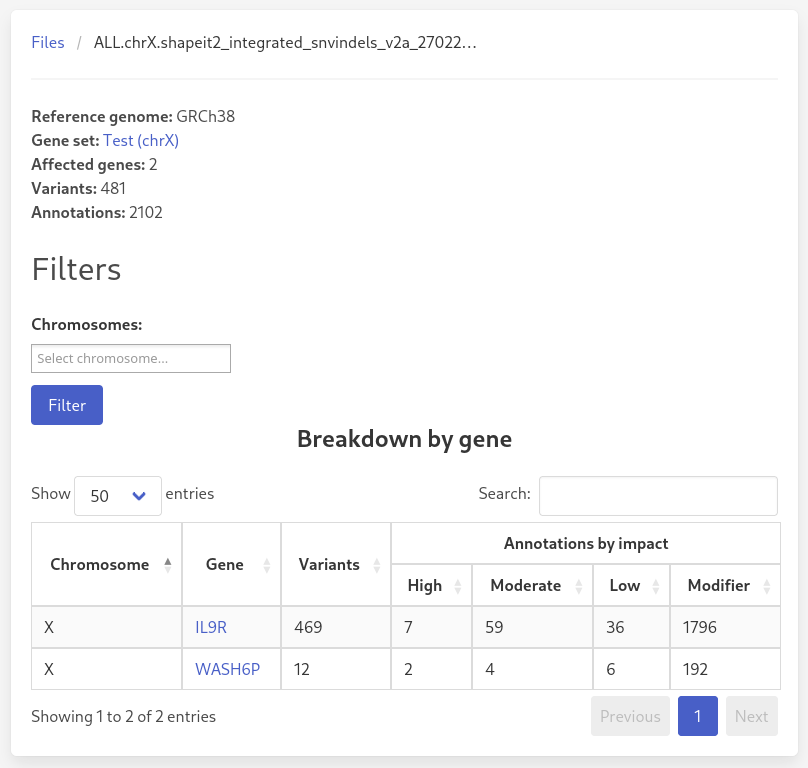 Files / ALL.chrX.shapeit2_integrated_snvindels_v2a_27022…
Reference genome: GRCh38
Gene set: Test (chrX)
Affected genes: 2
Variants: 481
Annotations: 2102
Filters
Chromosomes:
Select chromosome...
Filter
Breakdown by gene
Show 50 entries Search:
Chromosome Gene Variants Annotations by impact
High Moderate Low Modifier
X IL9R 469 7 59 36 1796
X WASH6P 12 2 4 6 192
Showing 1 to 2 of 2 entries Previous 1 Next